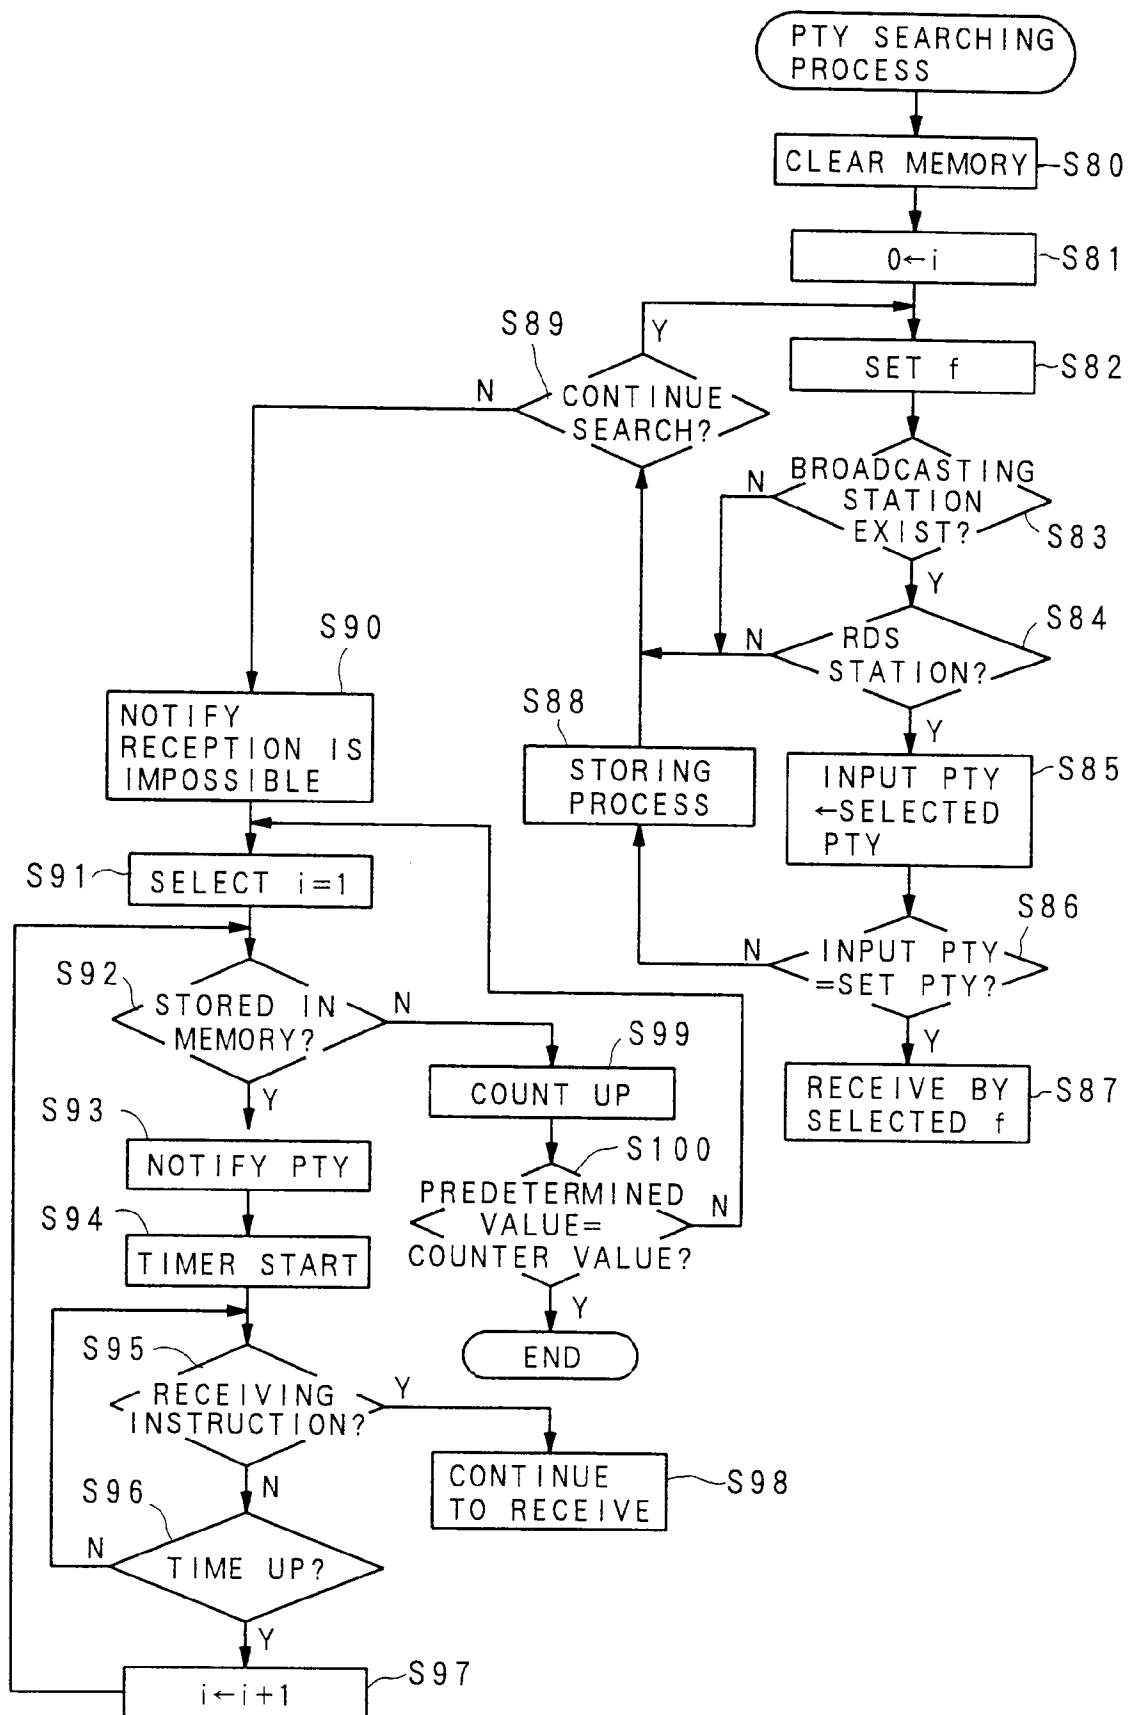 PTY SEARCHING
PROCESS
CLEAR MEMORY
S80
0←i
S81
SET f
S82
BROADCASTING
STATION
EXIST?
S83
N
Y
RDS
STATION?
S84
N
Y
INPUT PTY
←SELECTED
PTY
S85
INPUT PTY
=SET PTY?
S86
N
Y
RECEIVE BY
SELECTED f
S87
S88
STORING
PROCESS
S89
CONTINUE
SEARCH?
Y
N
S90
NOTIFY
RECEPTION IS
IMPOSSIBLE
S91
SELECT i=1
S92
STORED IN
MEMORY?
N
Y
S93
NOTIFY PTY
S94
TIMER START
S95
RECEIVING
INSTRUCTION?
Y
N
S96
TIME UP?
N
Y
S97
i←i+1
CONTINUE
TO RECEIVE
S98
S99
COUNT UP
S100
PREDETERMINED
VALUE=
COUNTER VALUE?
N
Y
END